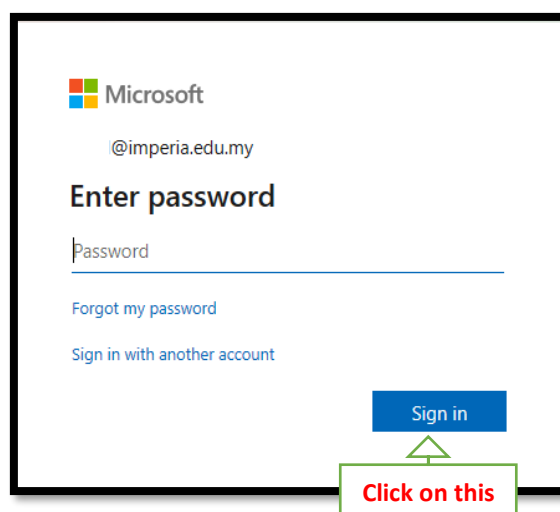 Microsoft
@imperia.edu.my
Enter password
Password
Forgot my password
Sign in with another account
Sign in
Click on this